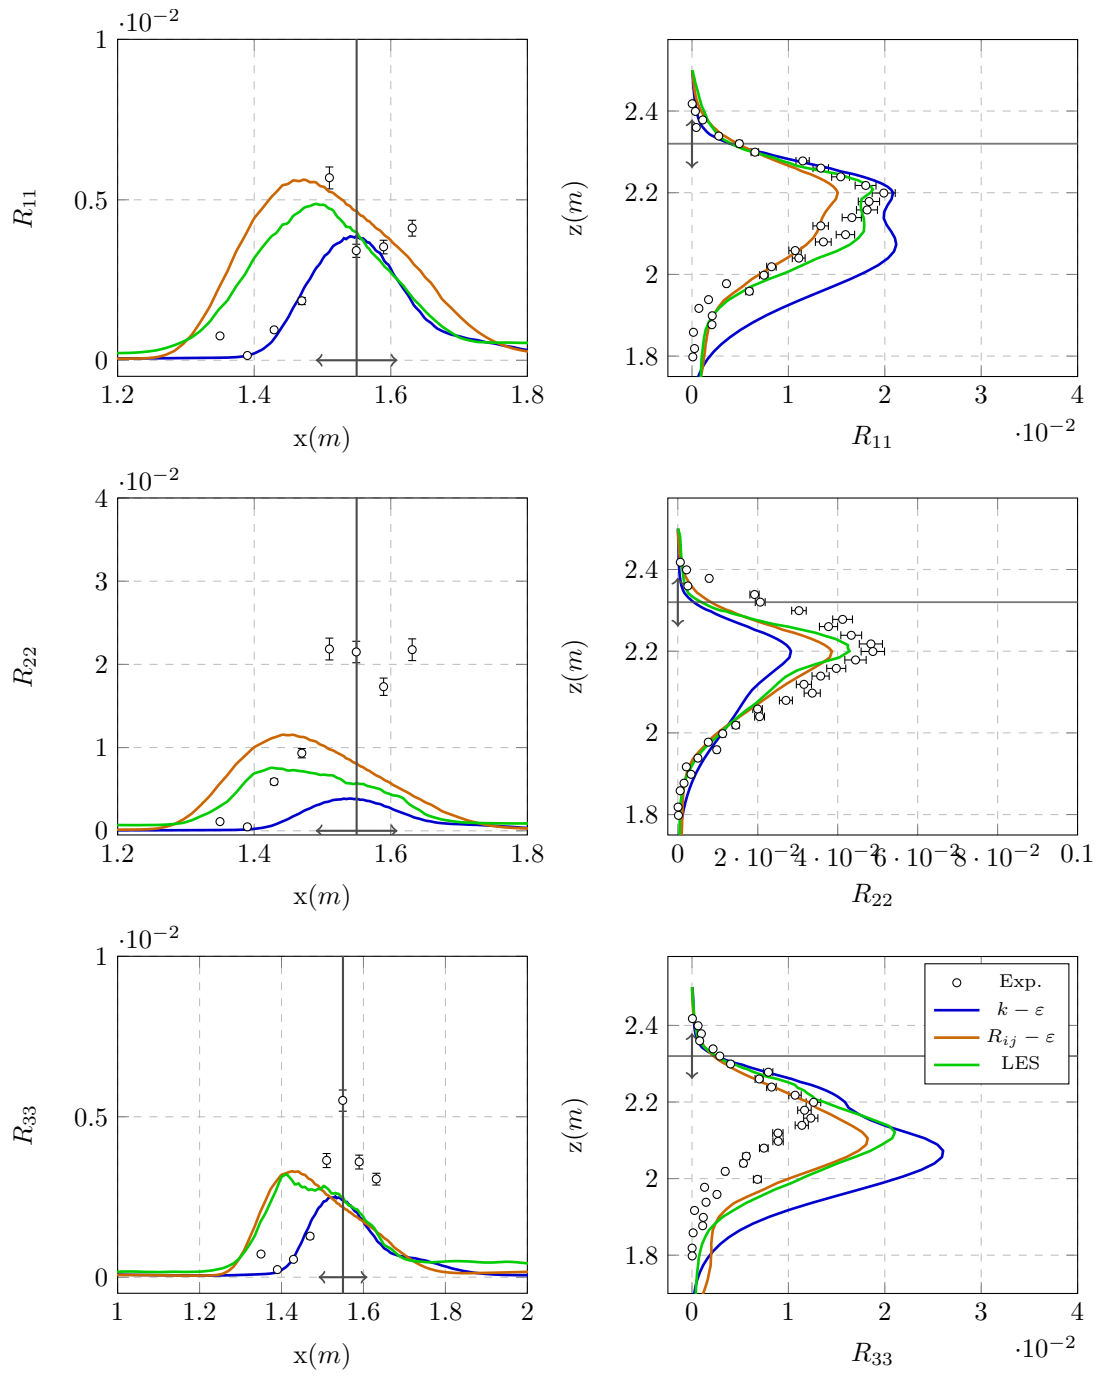 ·10⁻²
1
0.5
0
R₁₁
1.2 1.4 1.6 1.8
x(m)
2.4
2.2
2
1.8
z(m)
0 1 2 3 4
·10⁻²
R₁₁
·10⁻²
4
3
2
1
0
R₂₂
1.2 1.4 1.6 1.8
x(m)
2.4
2.2
2
1.8
z(m)
0 2·10⁻² 4·10⁻² 6·10⁻² 8·10⁻² 0.1
R₂₂
·10⁻²
1
0.5
0
R₃₃
1 1.2 1.4 1.6 1.8 2
x(m)
Exp.
k − ε
Rᵢⱼ − ε
LES
2.4
2.2
2
1.8
z(m)
0 1 2 3 4
·10⁻²
R₃₃